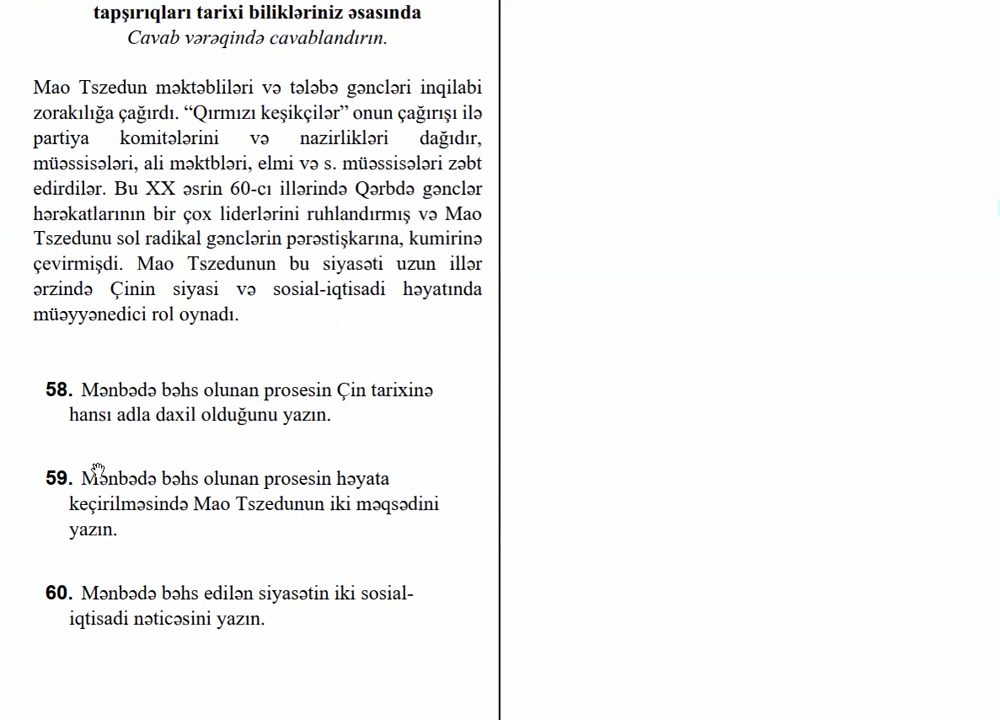 tapşırıqları tarixi bilikləriniz əsasında
Cavab vərəqində cavablandırın.
Mao Tszedun məktəbliləri və tələbə gəncləri inqilabi
zorakılığa çağırdı. “Qırmızı keşikçilər” onun çağırışı ilə
partiya komitələrini və nazirlikləri dağıdır,
müəssisələri, ali məktbləri, elmi və s. müəssisələri zəbt
edirdilər. Bu XX əsrin 60-cı illərində Qərbdə gənclər
hərəkatlarının bir çox liderlərini ruhlandırmış və Mao
Tszedunu sol radikal gənclərin pərəstişkarına, kumirinə
çevirmişdi. Mao Tszedunun bu siyasəti uzun illər
ərzində Çinin siyasi və sosial-iqtisadi həyatında
müəyyənedici rol oynadı.
58. Mənbədə bəhs olunan prosesin Çin tarixinə
hansı adla daxil olduğunu yazın.
59. Mənbədə bəhs olunan prosesin həyata
keçirilməsində Mao Tszedunun iki məqsədini
yazın.
60. Mənbədə bəhs edilən siyasətin iki sosial-
iqtisadi nəticəsini yazın.